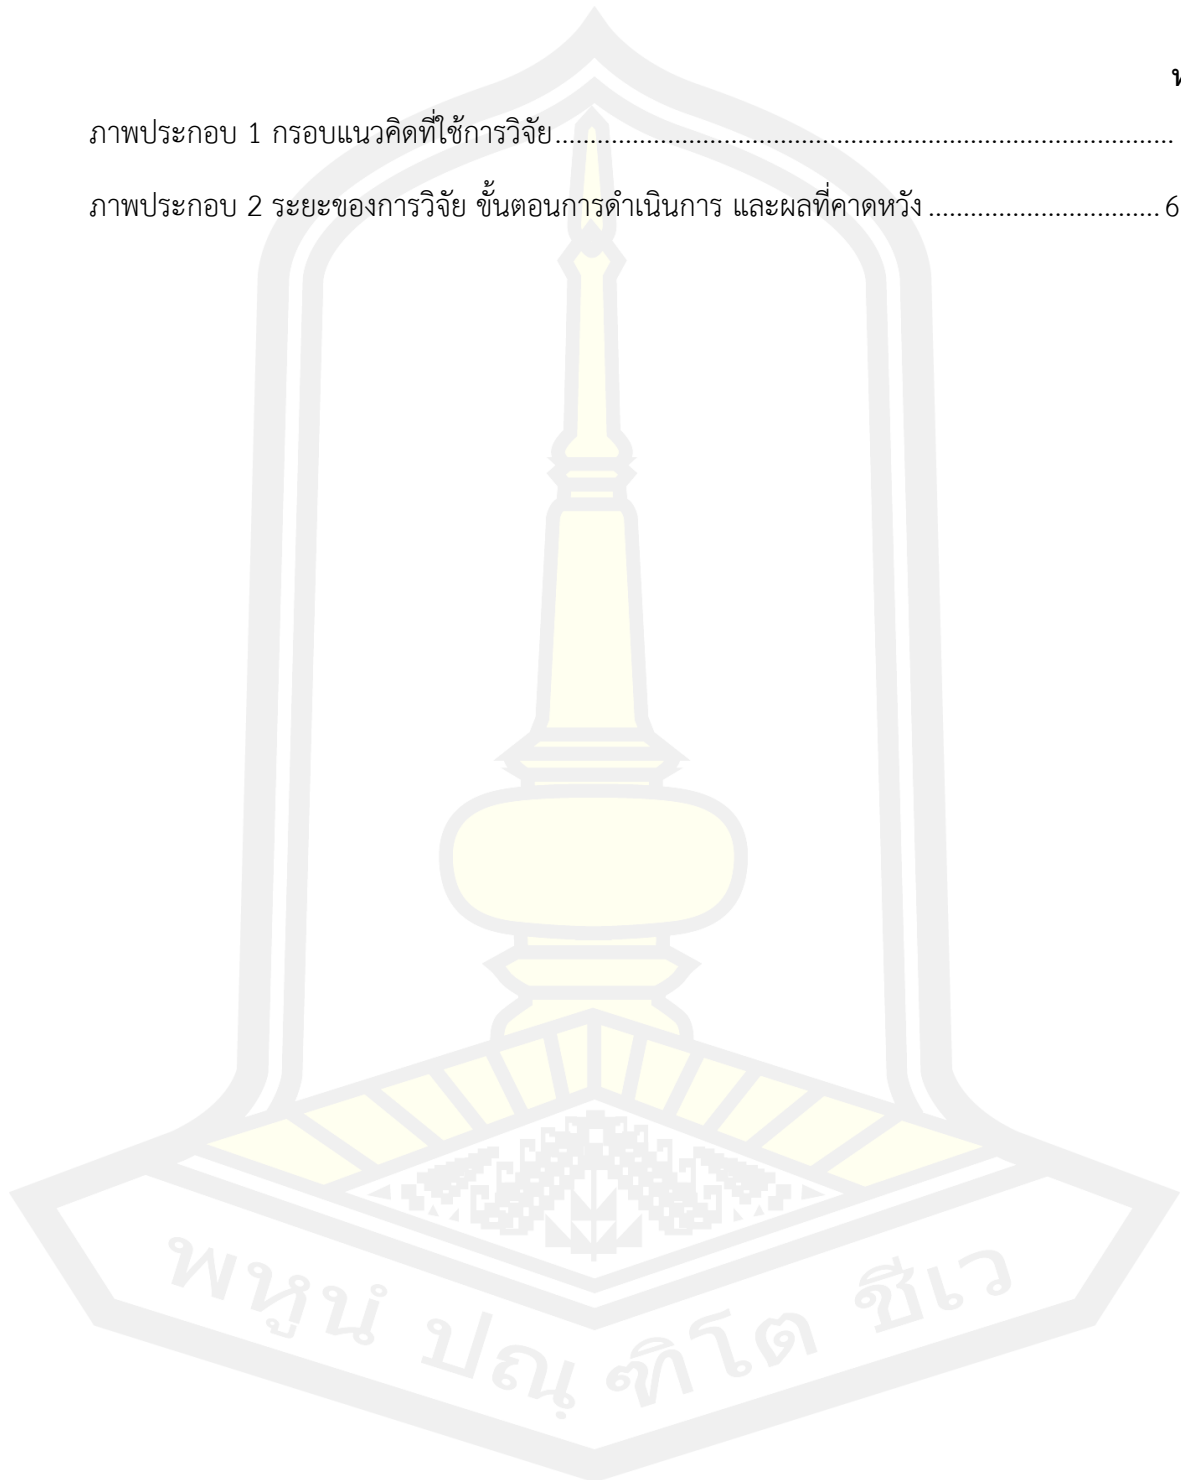 ภาพประกอบ 1 กรอบแนวคิดที่ใช้การวิจัย...................................................................................
ภาพประกอบ 2 ระยะของการวิจัย ขั้นตอนการดำเนินการ และผลที่คาดหวัง ............................... 6
พหูนํ ปณฺ ฑิโต ชีเว